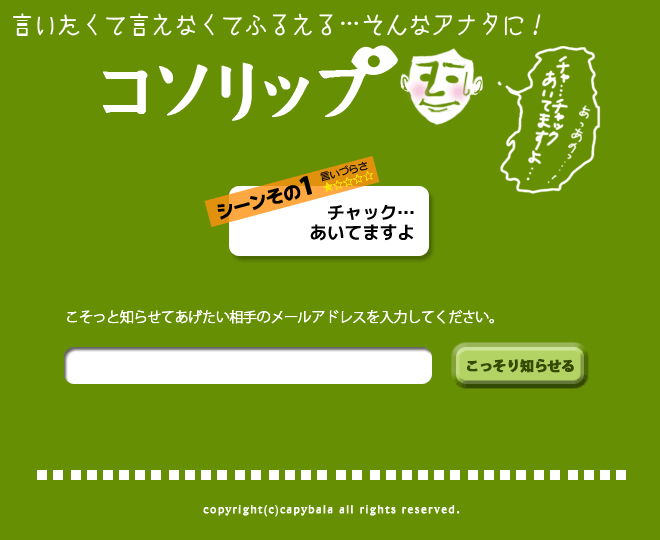 言いたくて言えなくてふるえる…そんなアナタに！
コソリップ
チャ…チャック
あいてますよ…
あっあのっ…
シーンその1
言いづらさ
★☆☆☆☆
チャック…
あいてますよ
こそっと知らせてあげたい相手のメールアドレスを入力してください。
こっそり知らせる
copyright(c)capybala all rights reserved.